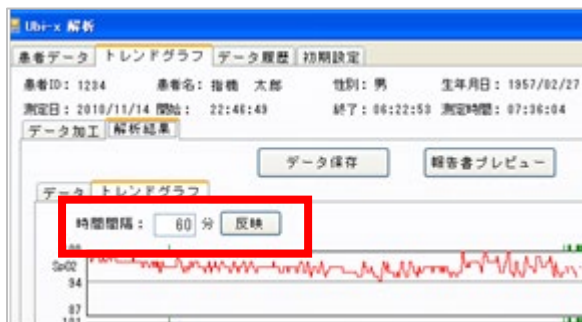 Ubi-x 解析
患者データ トレンドグラフ データ履歴 初期設定
患者ID: 1234 患者名: 指橋 太郎 性別: 男 生年月日: 1957/02/27
測定日: 2010/11/14 開始: 22:46:49 終了: 06:22:53 測定時間: 07:36:04
データ加工 解析結果
データ保存 報告書プレビュー
データ トレンドグラフ
時間間隔: 60 分 反映
SpO2
94
87